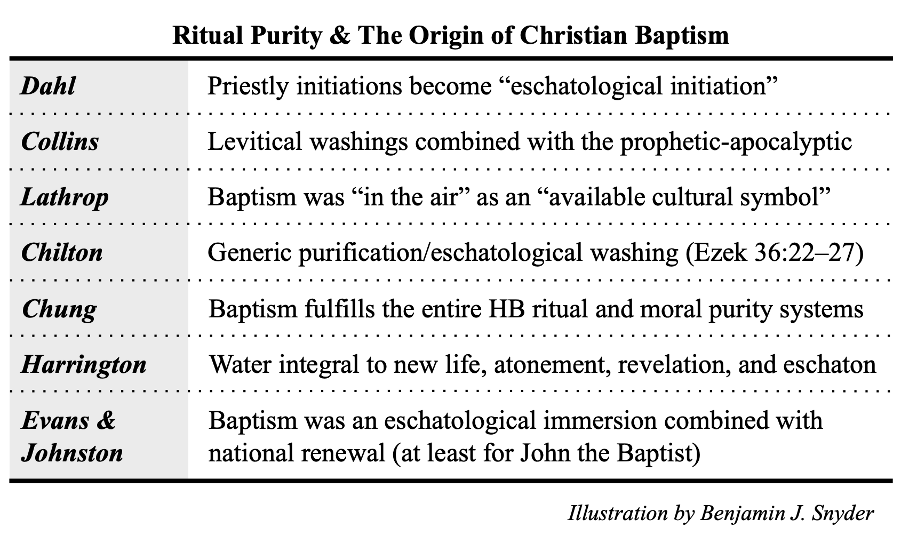 Ritual Purity & The Origin of Christian Baptism
Dahl Priestly initiations become “eschatological initiation”
Collins Levitical washings combined with the prophetic-apocalyptic
Lathrop Baptism was “in the air” as an “available cultural symbol”
Chilton Generic purification/eschatological washing (Ezek 36:22–27)
Chung Baptism fulfills the entire HB ritual and moral purity systems
Harrington Water integral to new life, atonement, revelation, and eschaton
Evans & Baptism was an eschatological immersion combined with
Johnston national renewal (at least for John the Baptist)
Illustration by Benjamin J. Snyder